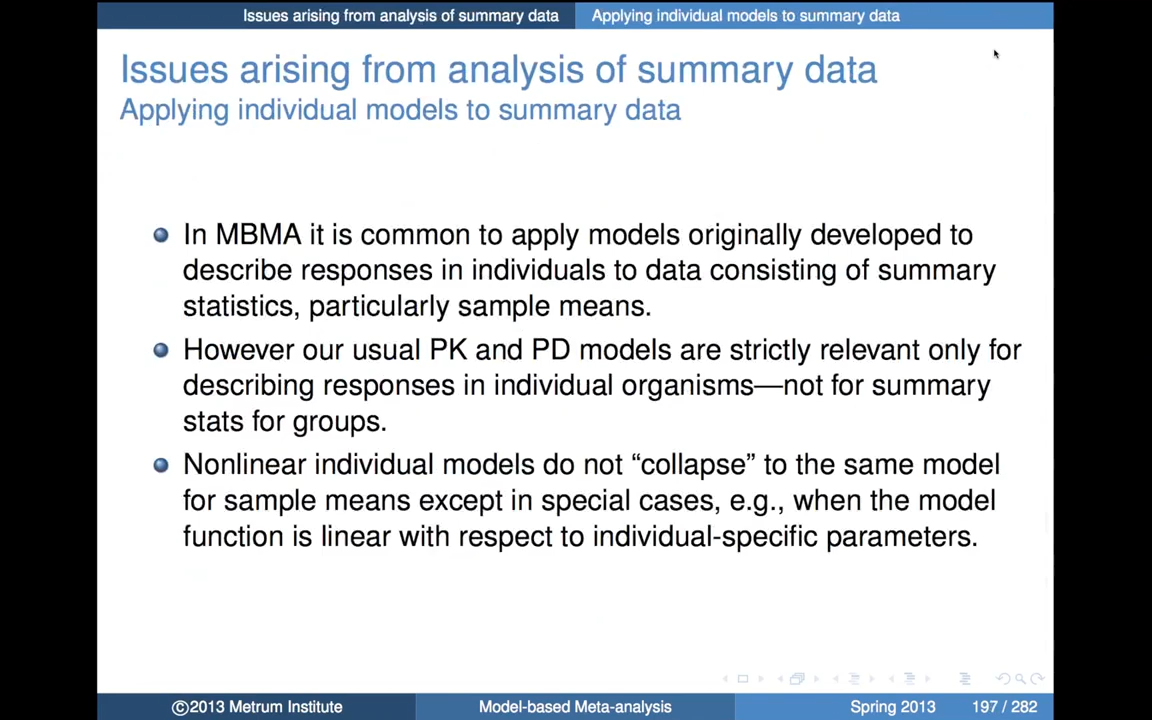 Issues arising from analysis of summary data
Applying individual models to summary data
Issues arising from analysis of summary data
Applying individual models to summary data
In MBMA it is common to apply models originally developed to
describe responses in individuals to data consisting of summary
statistics, particularly sample means.
However our usual PK and PD models are strictly relevant only for
describing responses in individual organisms—not for summary
stats for groups.
Nonlinear individual models do not “collapse” to the same model
for sample means except in special cases, e.g., when the model
function is linear with respect to individual-specific parameters.
©2013 Metrum Institute
Model-based Meta-analysis
Spring 2013
197 / 282